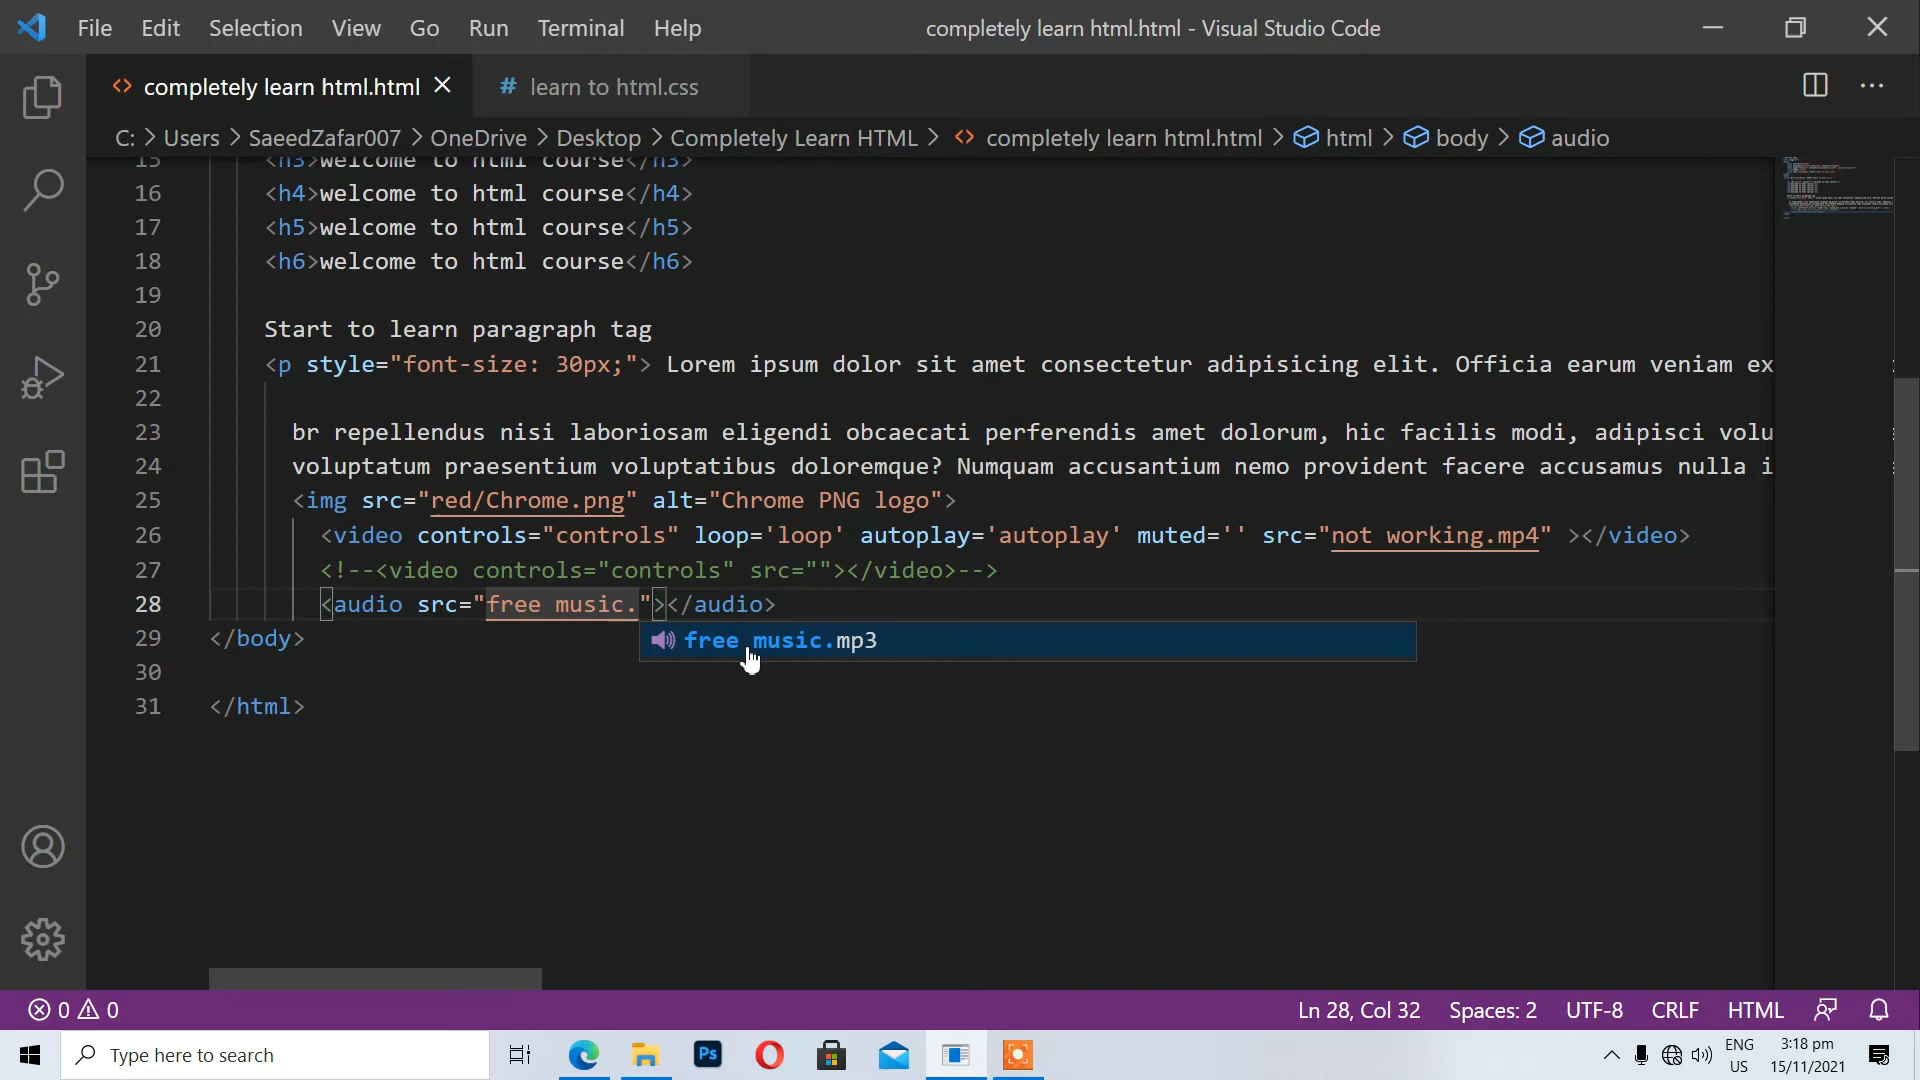 File Edit Selection View Go Run Terminal Help completely learn html.html - Visual Studio Code
completely learn html.html # learn to html.css
C: > Users > SaeedZafar007 > OneDrive > Desktop > Completely Learn HTML > completely learn html.html > html > body > audio
15 <h3>welcome to html course</h3>
16 <h4>welcome to html course</h4>
17 <h5>welcome to html course</h5>
18 <h6>welcome to html course</h6>
19
20 Start to learn paragraph tag
21 <p style="font-size: 30px;"> Lorem ipsum dolor sit amet consectetur adipisicing elit. Officia earum veniam ex
22
23 br repellendus nisi laboriosam eligendi obcaecati perferendis amet dolorum, hic facilis modi, adipisci volu
24 voluptatum praesentium voluptatibus doloremque? Numquam accusantium nemo provident facere accusamus nulla i
25 <img src="red/Chrome.png" alt="Chrome PNG logo">
26 <video controls="controls" loop='loop' autoplay='autoplay' muted='' src="not working.mp4" ></video>
27 <!--<video controls="controls" src=""></video>-->
28 <audio src="free music."></audio>
free music.mp3
29 </body>
30
31 </html>
0 0 Ln 28, Col 32 Spaces: 2 UTF-8 CRLF HTML
Type here to search Ps ENG 3:18 pm
US 15/11/2021